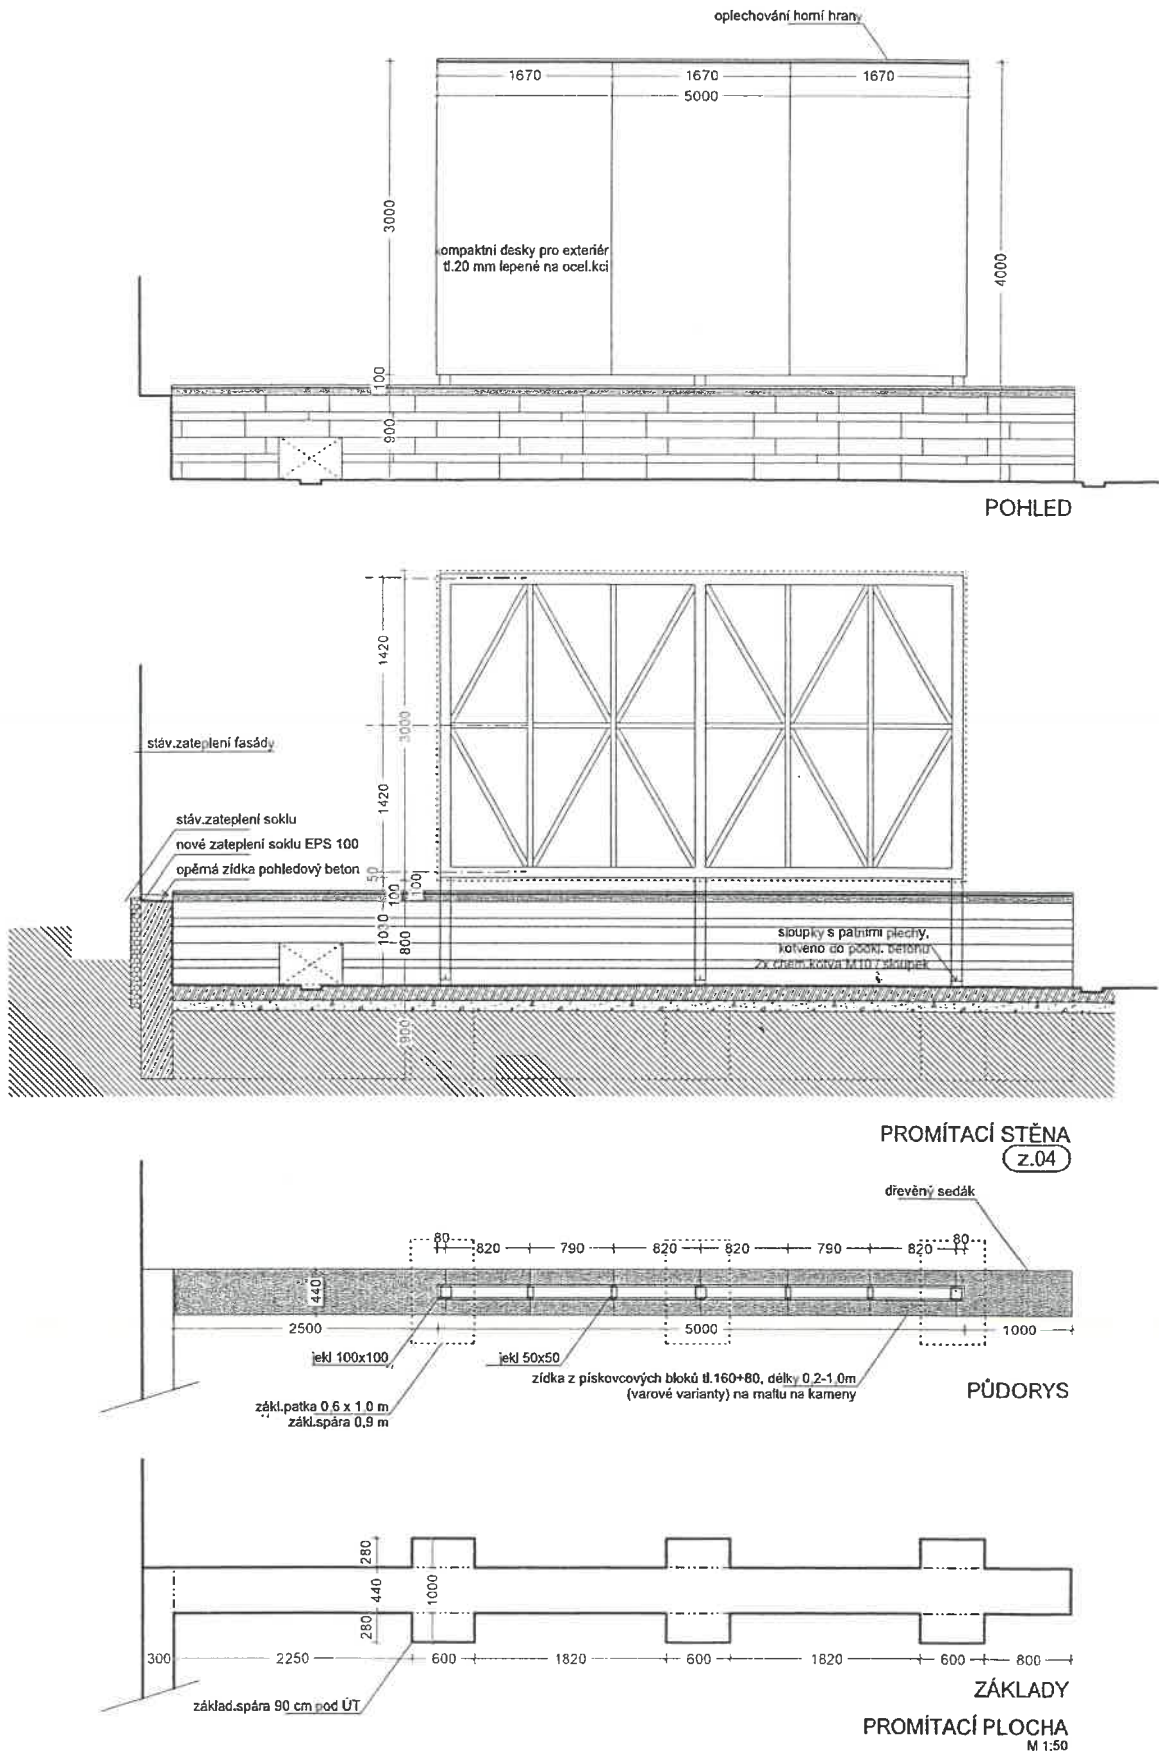 oplechování horní hrany
1670
1670
1670
5000
3000
4000
kompaktní desky pro exteriér
tl.20 mm lepené na ocel.kci
100
900
POHLED
1420
3000
1420
stáv.zateplení fasády
stáv.zateplení soklu
nové zateplení soklu EPS 100
opěrná zídka pohledový beton
50
100
100
1030
800
sloupky s patními plechy,
kotveno do podkl. betonu
2x chem.kotva M10 / sloupek
900
PROMÍTACÍ STĚNA
z.04
dřevěný sedák
80
820
790
820
820
790
820
80
440
2500
5000
1000
jekl 100x100
jekl 50x50
zídka z pískovcových bloků tl.160+80, délky 0,2-1,0m
(varové varianty) na maltu na kameny
PŮDORYS
zákl.patka 0,6 x 1,0 m
zákl.spára 0,9 m
280
440
280
1000
300
2250
600
1820
600
1820
600
800
základ.spára 90 cm pod ÚT
ZÁKLADY
PROMÍTACÍ PLOCHA
M 1:50